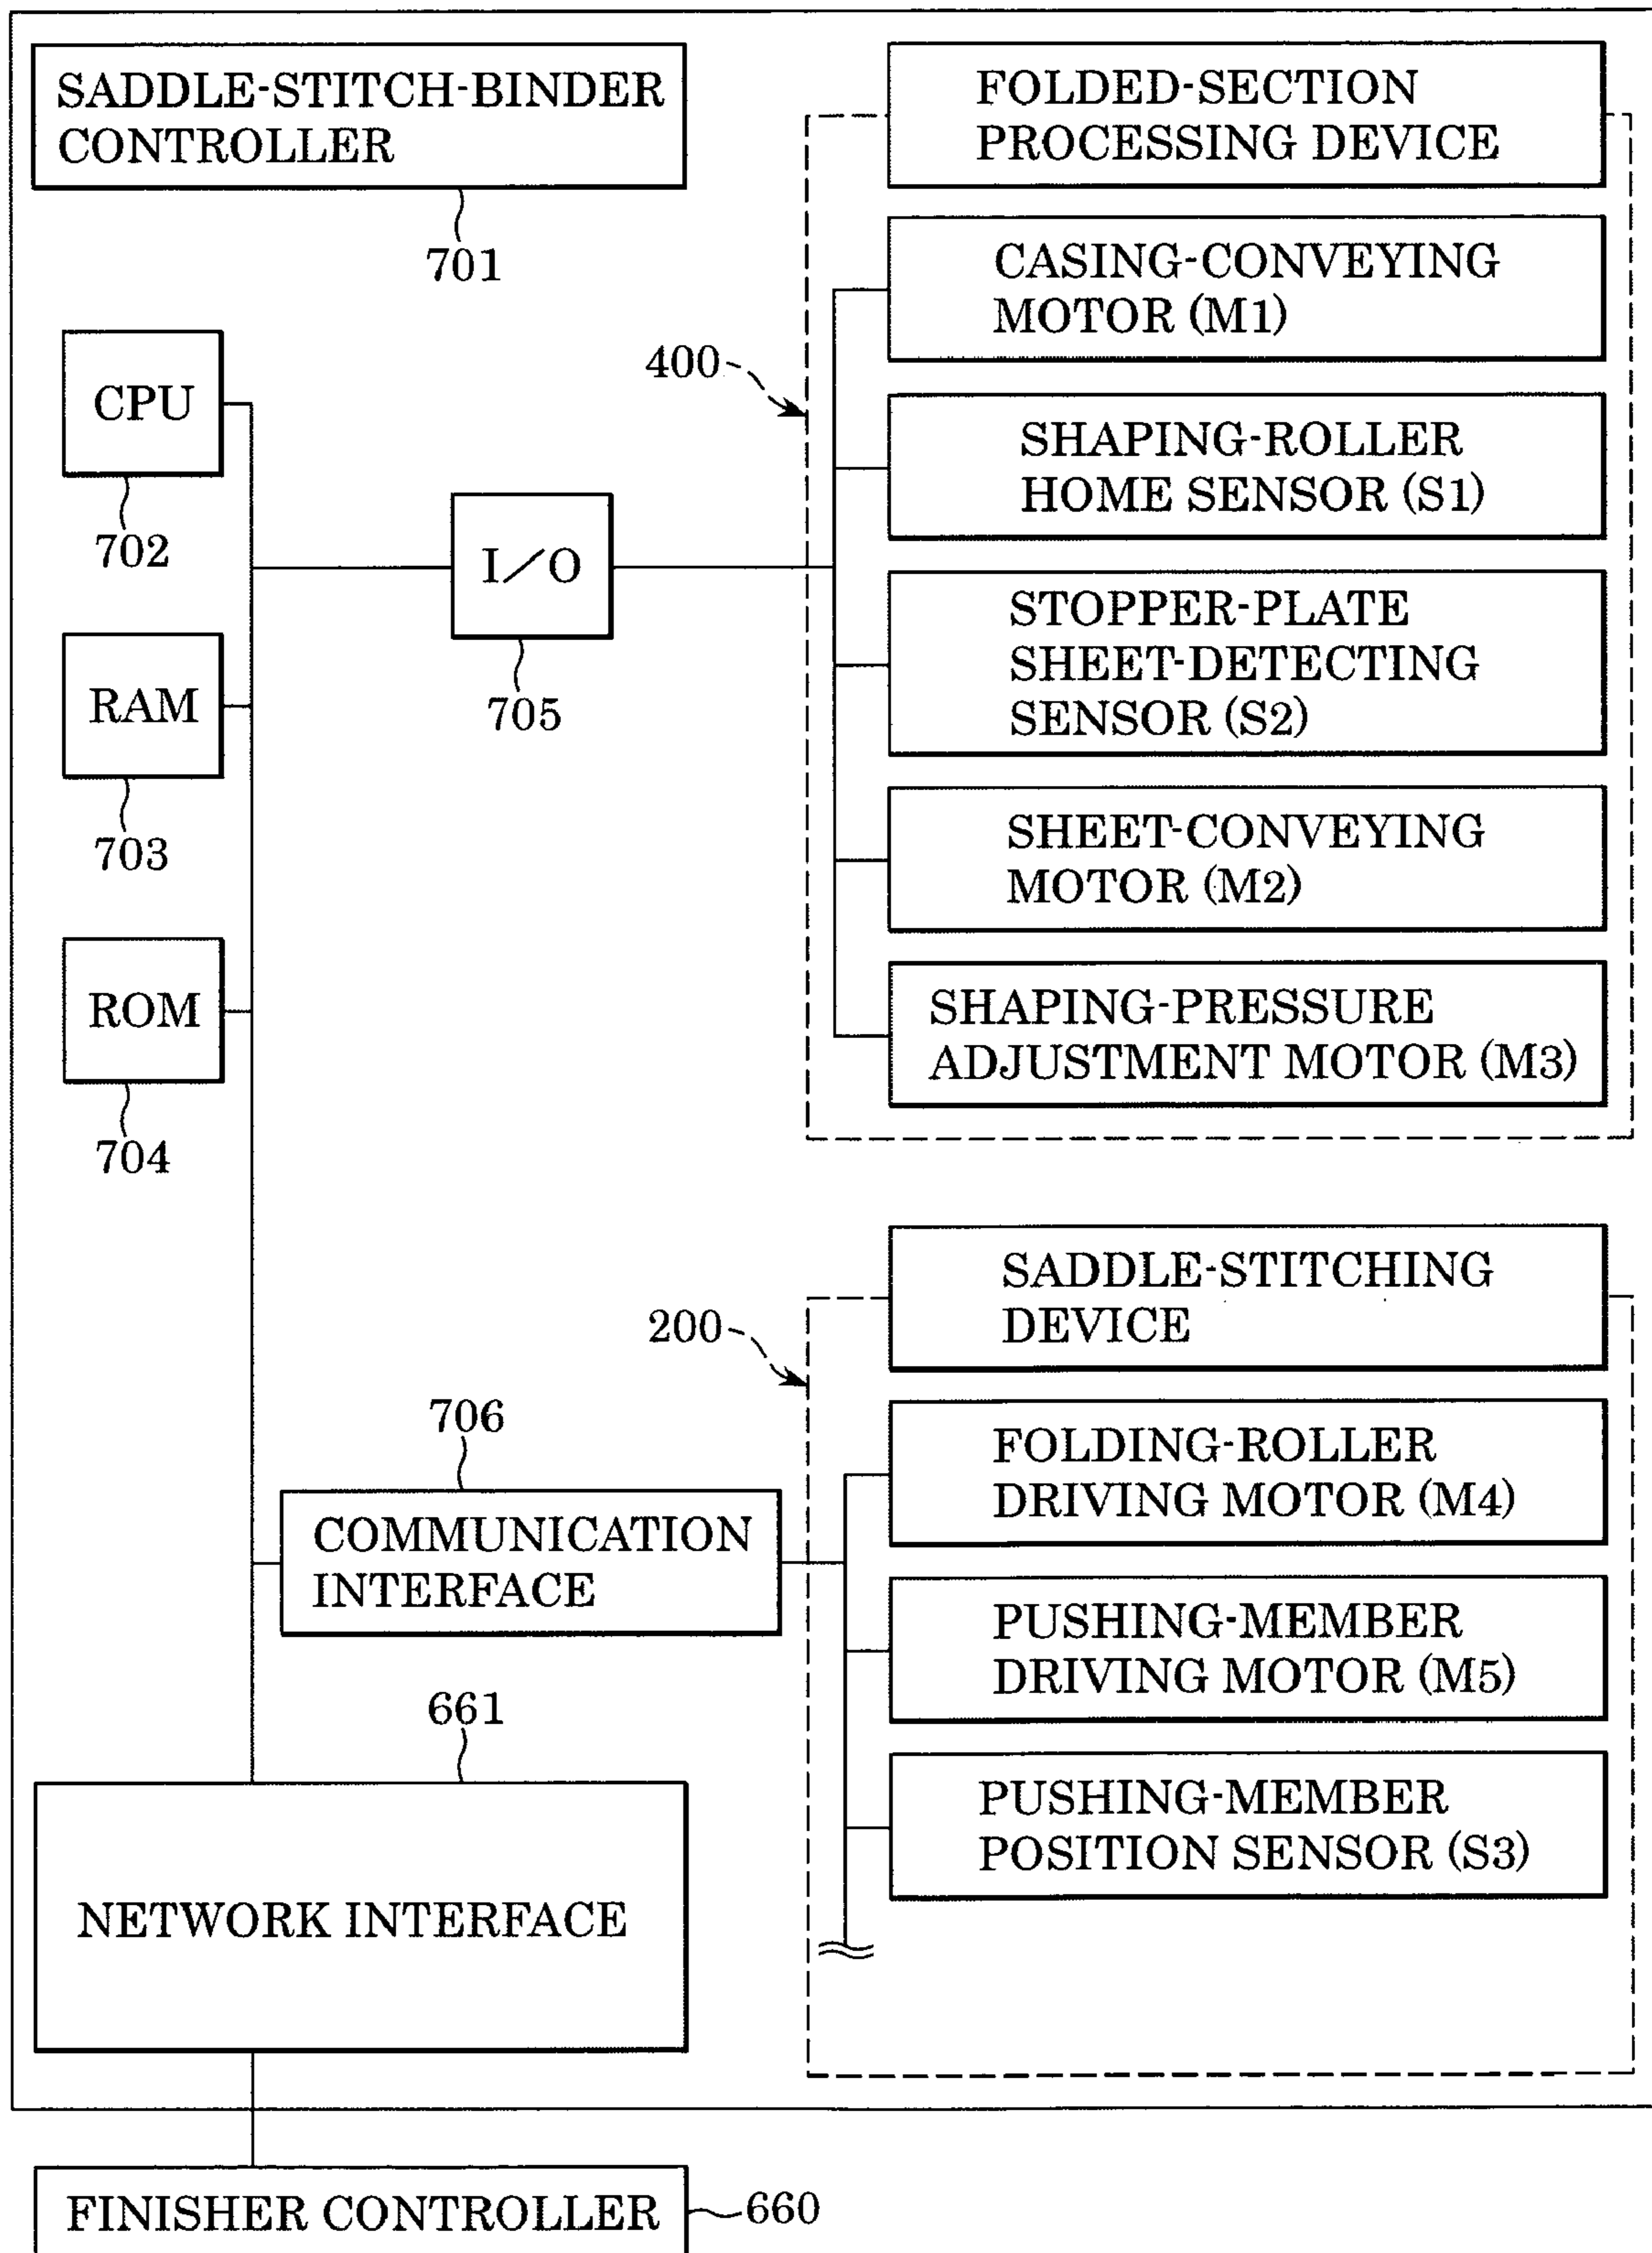 SADDLE-STITCH-BINDER
CONTROLLER
701
CPU
702
RAM
703
ROM
704
I/O
705
400
FOLDED-SECTION
PROCESSING DEVICE
CASING-CONVEYING
MOTOR (M1)
SHAPING-ROLLER
HOME SENSOR (S1)
STOPPER-PLATE
SHEET-DETECTING
SENSOR (S2)
SHEET-CONVEYING
MOTOR (M2)
SHAPING-PRESSURE
ADJUSTMENT MOTOR (M3)
200
SADDLE-STITCHING
DEVICE
706
COMMUNICATION
INTERFACE
FOLDING-ROLLER
DRIVING MOTOR (M4)
PUSHING-MEMBER
DRIVING MOTOR (M5)
PUSHING-MEMBER
POSITION SENSOR (S3)
661
NETWORK INTERFACE
FINISHER CONTROLLER
660